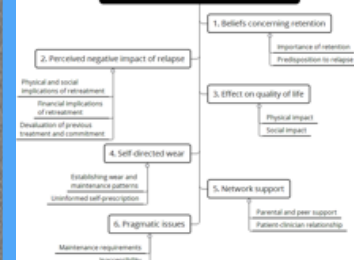 1. Beliefs concerning retention
Importance of retention
Predisposition to relapse
2. Perceived negative impact of relapse
Physical and social
implications of retreatment
Financial implications
of retreatment
Devaluation of previous
treatment and commitment
3. Effect on quality of life
Physical impact
Social impact
4. Self-directed wear
Establishing wear and
maintenance patterns
Uninformed self-prescription
5. Network support
Parental and peer support
Patient-clinician relationship
6. Pragmatic issues
Maintenance requirements